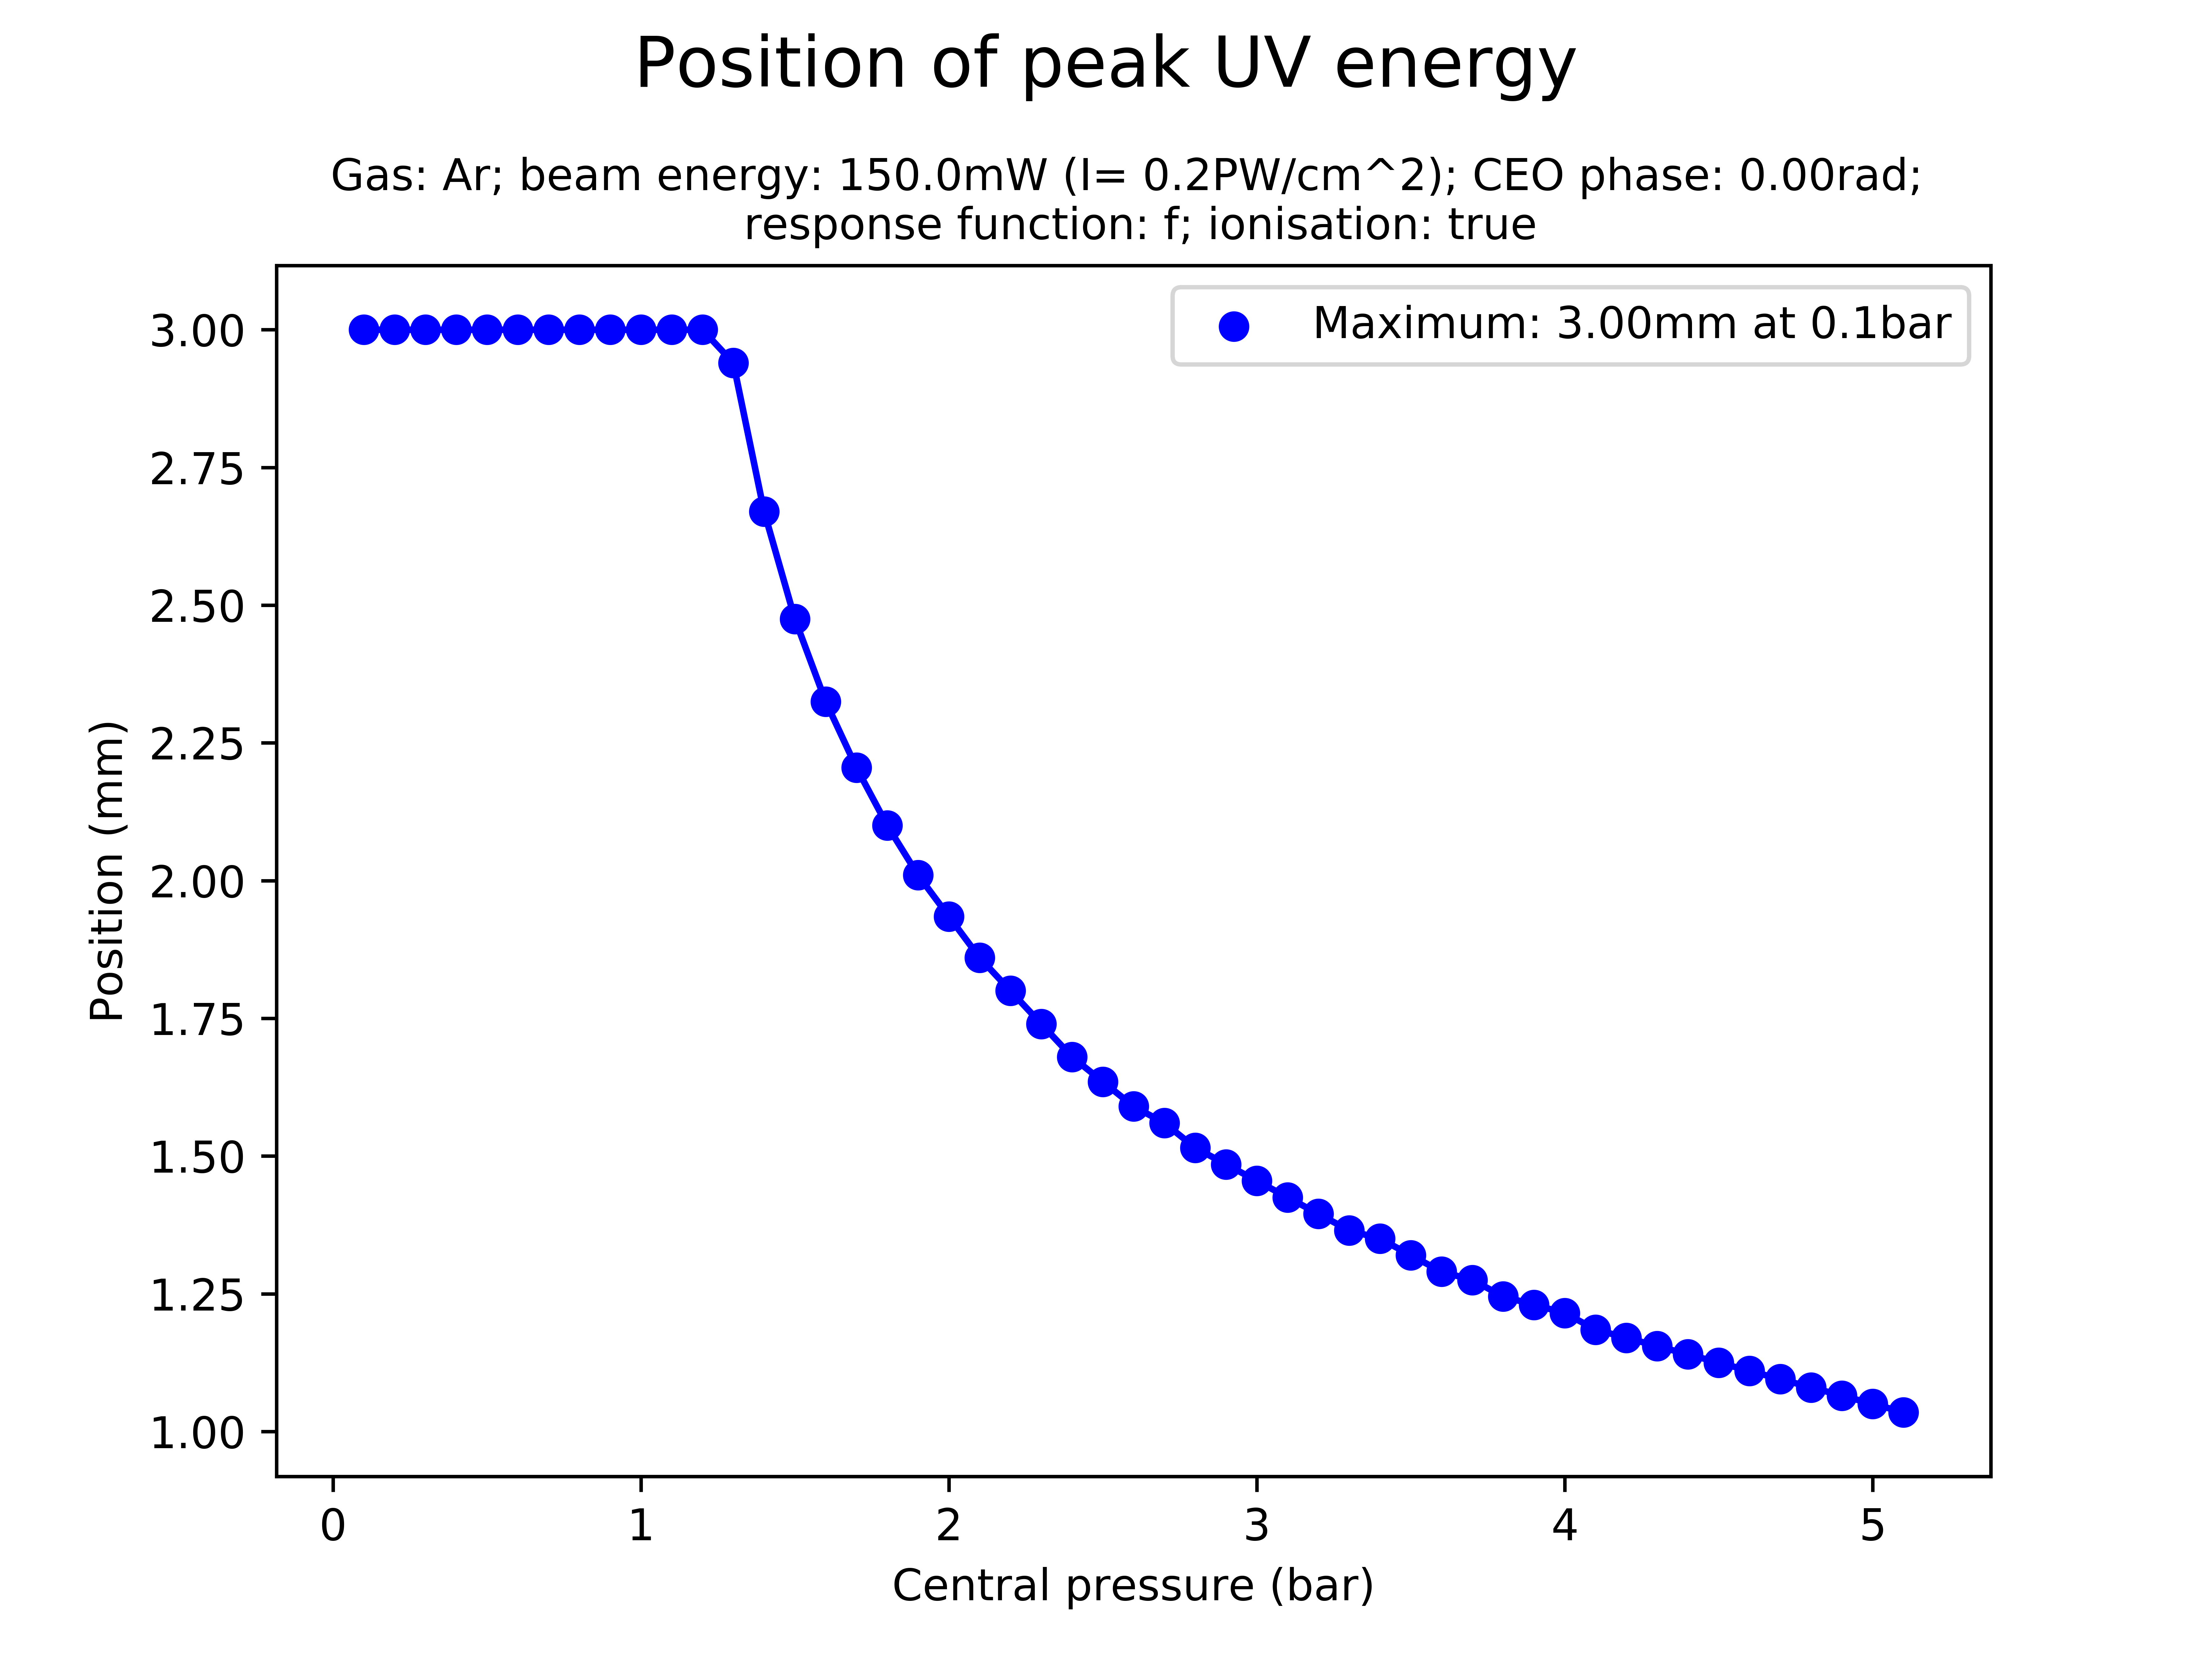 Position of peak UV energy
Gas: Ar; beam energy: 150.0mW (I= 0.2PW/cm^2); CEO phase: 0.00rad;
response function: f; ionisation: true
Maximum: 3.00mm at 0.1bar
Position (mm)
3.00
2.75
2.50
2.25
2.00
1.75
1.50
1.25
1.00
0 1 2 3 4 5
Central pressure (bar)